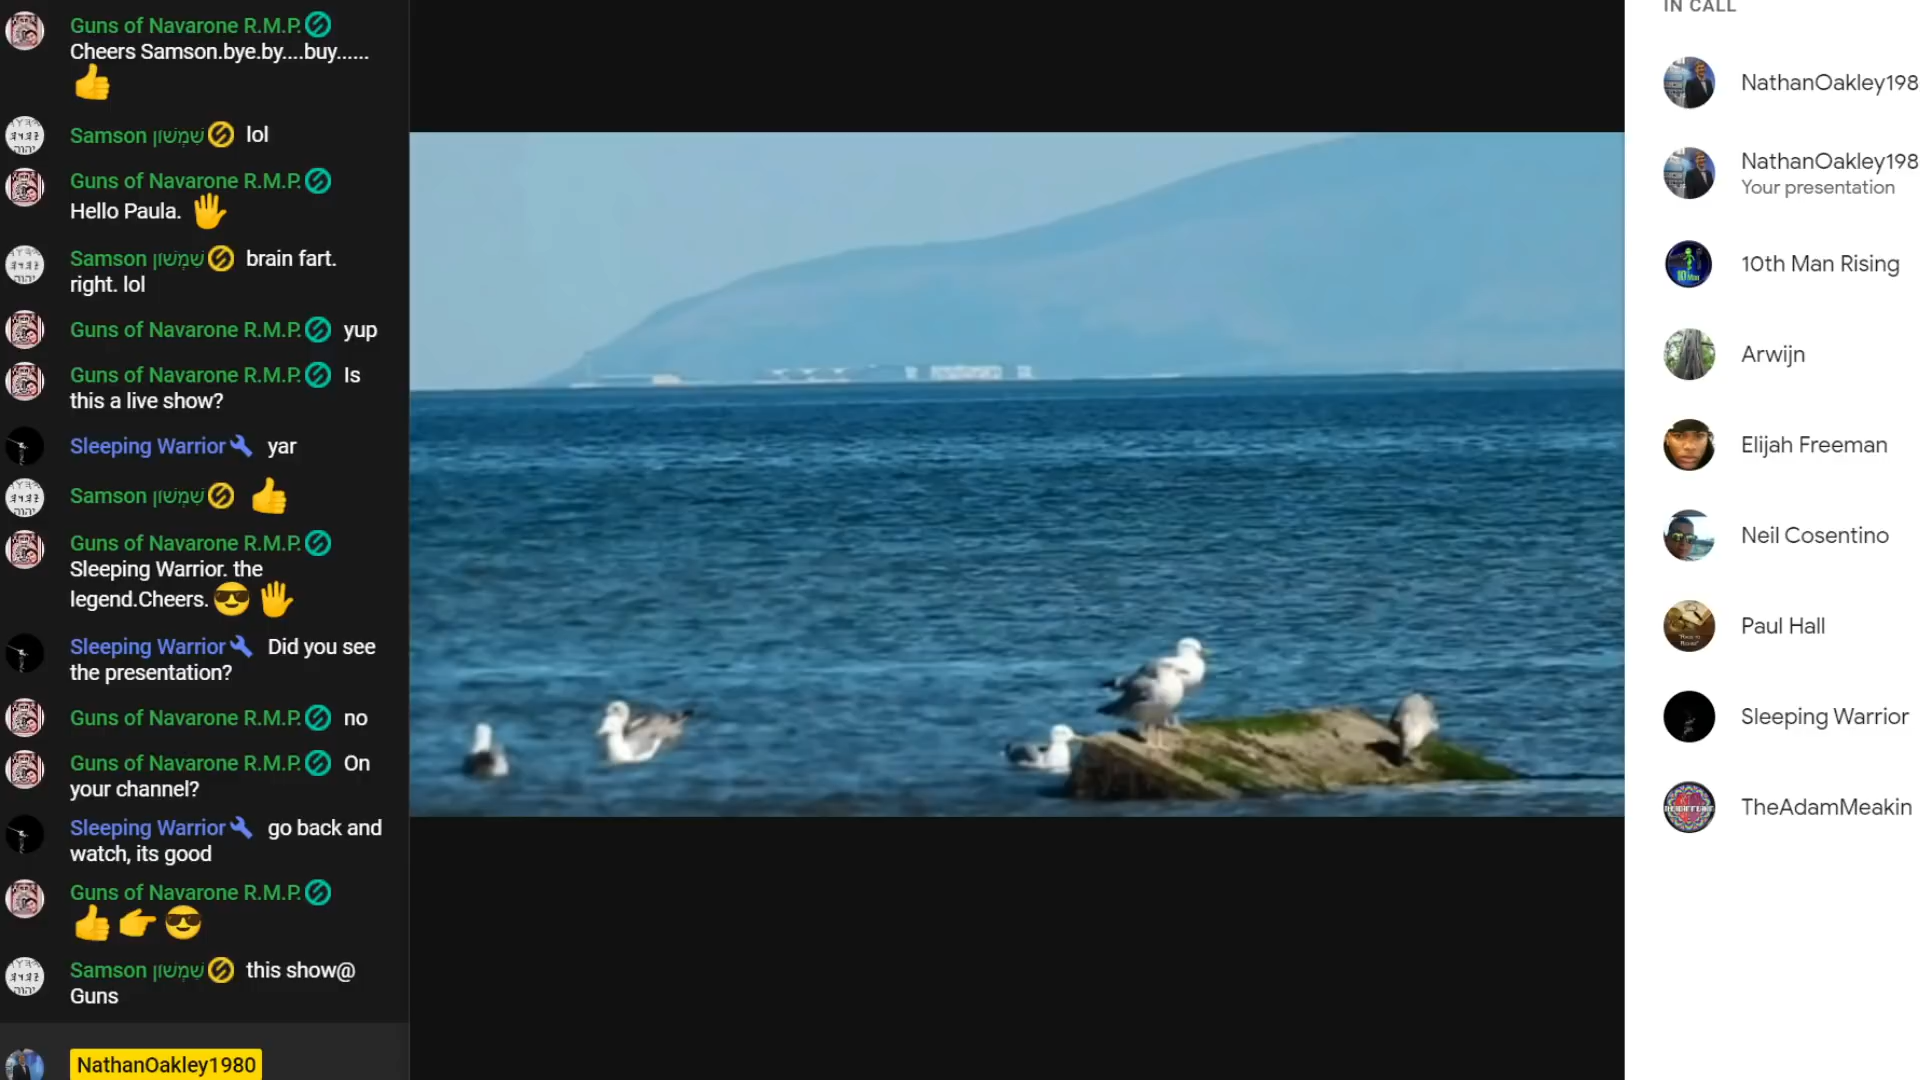 Guns of Navarone R.M.P.
Cheers Samson.bye.by....buy......
Samson שִׁמְשׁוֹן lol
Guns of Navarone R.M.P.
Hello Paula.
Samson שִׁמְשׁוֹן brain fart.
right. lol
Guns of Navarone R.M.P. yup
Guns of Navarone R.M.P. Is
this a live show?
Sleeping Warrior yar
Samson שִׁמְשׁוֹן
Guns of Navarone R.M.P.
Sleeping Warrior. the
legend.Cheers.
Sleeping Warrior Did you see
the presentation?
Guns of Navarone R.M.P. no
Guns of Navarone R.M.P. On
your channel?
Sleeping Warrior go back and
watch, its good
Guns of Navarone R.M.P.
Samson שִׁמְשׁוֹן this show@
Guns
NathanOakley1980
IN CALL
NathanOakley198
NathanOakley198
Your presentation
10th Man Rising
Arwijn
Elijah Freeman
Neil Cosentino
Paul Hall
Sleeping Warrior
TheAdamMeakin